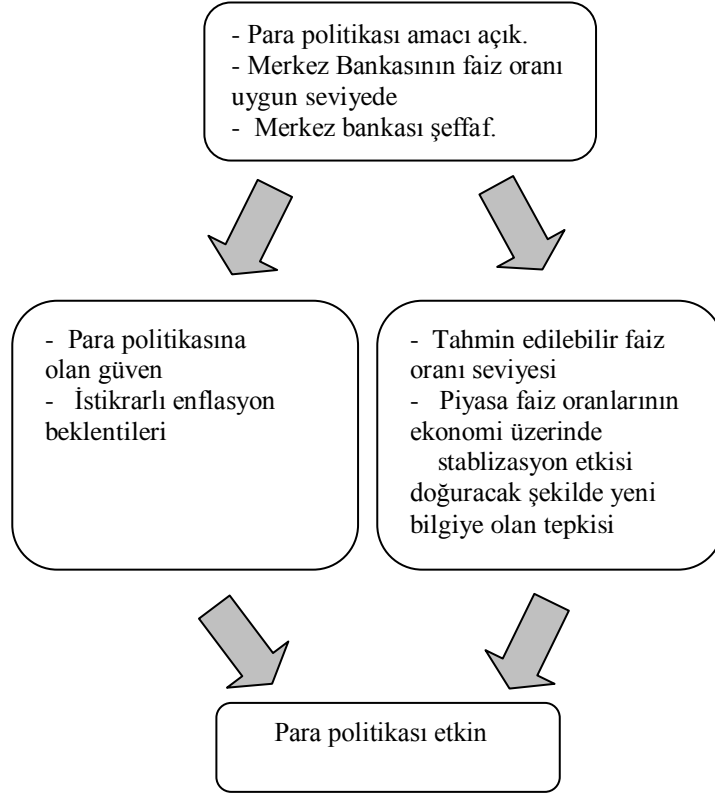 - Para politikası amacı açık.
- Merkez Bankasının faiz oranı
uygun seviyede
- Merkez bankası şeffaf.
- Para politikasına
olan güven
- İstikrarlı enflasyon
beklentileri
- Tahmin edilebilir faiz
oranı seviyesi
- Piyasa faiz oranlarının
ekonomi üzerinde
stablizasyon etkisi
doğuracak şekilde yeni
bilgiye olan tepkisi
Para politikası etkin